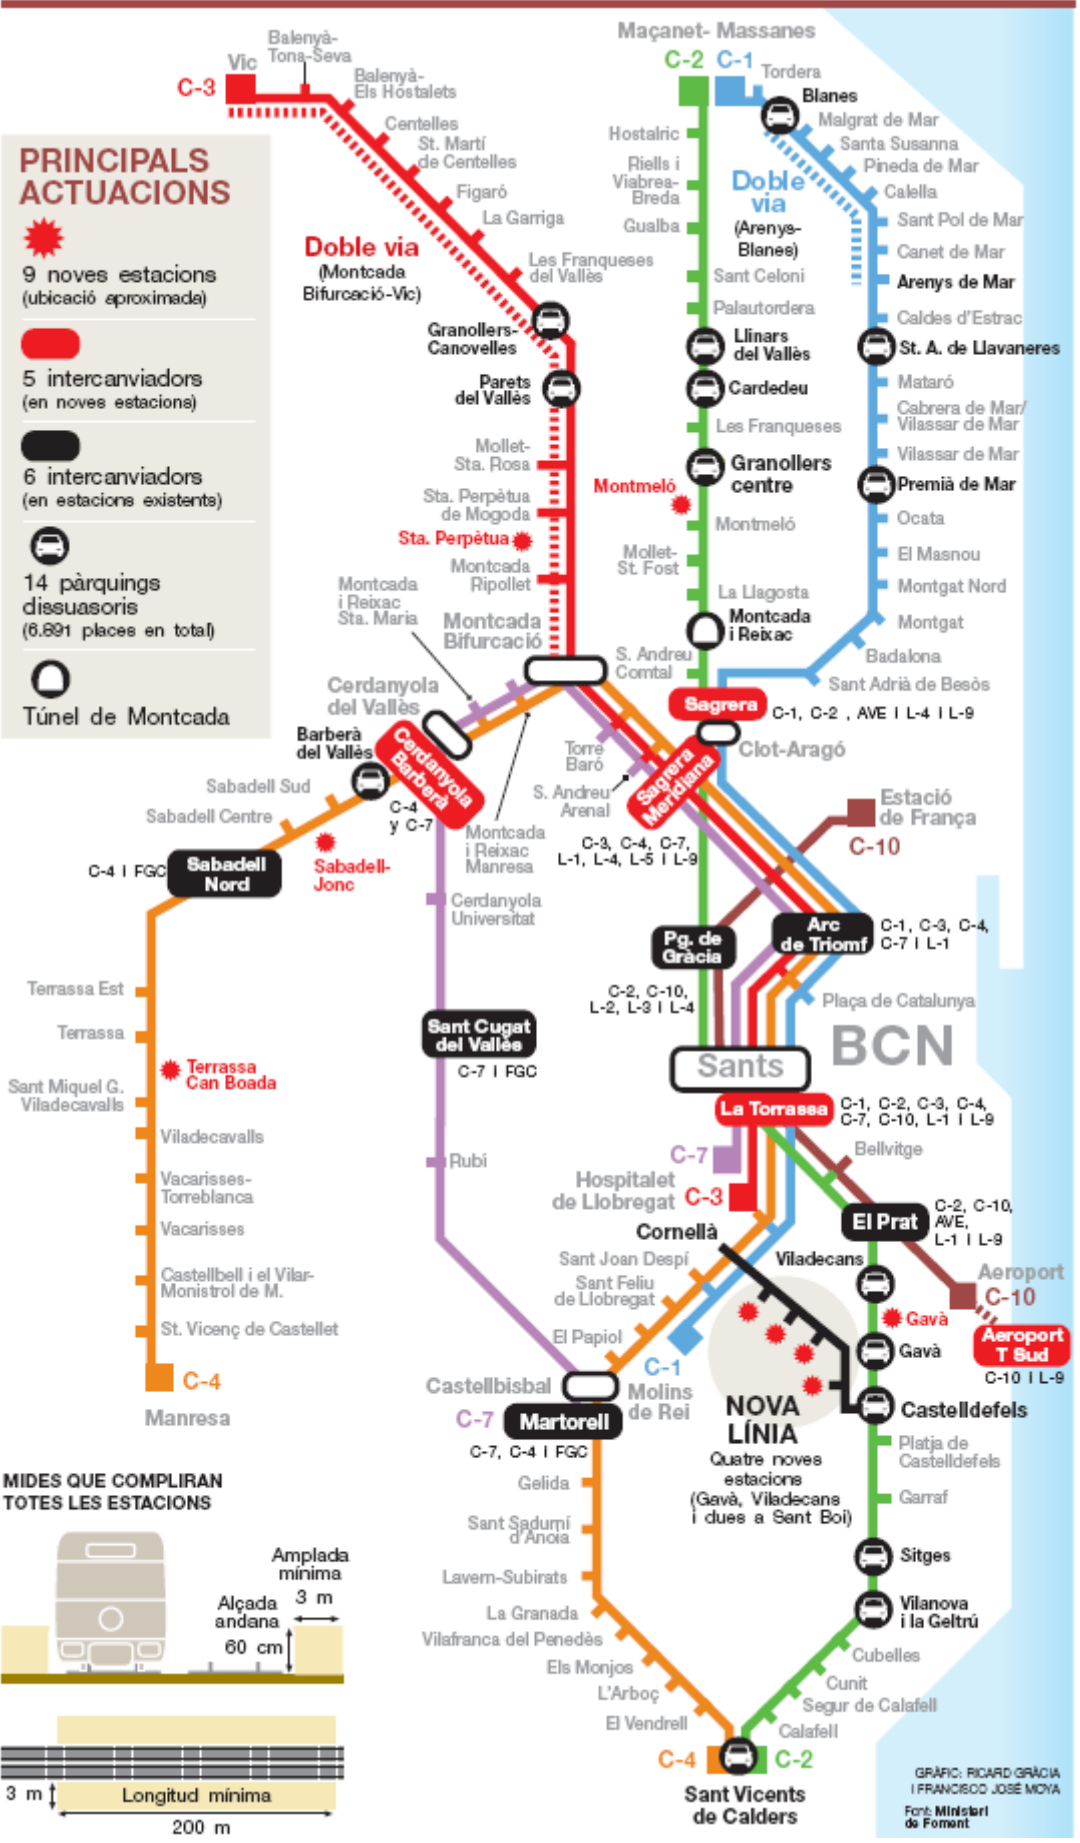 Maçanet- Massanes
C-2
C-1
Balenyà-
Tona-Seva
Vic
C-3
Balenyà-
Els Hostalets
Centelles
St. Martí
de Centelles
Figaró
La Garriga
Les Franqueses
del Vallès
Doble via
(Montcada
Bifurcació-Vic)
Granollers-
Canovelles
Parets
del Vallès
Mollet-
Sta. Rosa
Sta. Perpètua
de Mogoda
Sta. Perpètua
Montcada
Ripollet
Montcada
i Reixac
Sta. Maria
Montcada
Bifurcació
PRINCIPALS
ACTUACIONS
9 noves estacions
(ubicació aproximada)
5 intercanviadors
(en noves estacions)
6 intercanviadors
(en estacions existents)
14 pàrquings
dissuasoris
(6.891 places en total)
Túnel de Montcada
Hostalric
Riells i
Viabrea-
Breda
Gualba
Sant Celoni
Palautordera
Llinars
del Vallès
Cardedeu
Les Franqueses
Granollers
centre
Montmeló
Montmeló
Mollet-
St. Fost
La Llagosta
Montcada
i Reixac
S. Andreu
Comtal
Tordera
Blanes
Malgrat de Mar
Santa Susanna
Pineda de Mar
Calella
Doble
via
(Arenys-
Blanes)
Sant Pol de Mar
Canet de Mar
Arenys de Mar
Caldes d'Estrac
St. A. de Llavaneres
Mataró
Cabrera de Mar/
Vilassar de Mar
Vilassar de Mar
Premià de Mar
Ocata
El Masnou
Montgat Nord
Montgat
Badalona
Sant Adrià de Besòs
Sagrera
C-1, C-2 , AVE I L-4 I L-9
Clot-Aragó
Cerdanyola
del Vallès
Barberà
del Vallès
Cerdanyola
Barberà
C-4
y C-7
Sabadell Sud
Sabadell Centre
C-4 I FGC
Sabadell
Nord
Sabadell-
Jonc
Torre
Baró
S. Andreu
Arenal
Montcada
i Reixac
Manresa
Sagrera
Meridiana
C-3, C-4, C-7,
L-1, L-4, L-5 I L-9
Estació
de França
C-10
Cerdanyola
Universitat
Pg. de
Gràcia
C-2, C-10,
L-2, L-3 I L-4
Arc
de Triomf
C-1, C-3, C-4,
C-7 I L-1
Plaça de Catalunya
BCN
Terrassa Est
Terrassa
Terrassa
Can Boada
Sant Miquel G.
Viladecavalls
Viladecavalls
Vacarisses-
Torreblanca
Vacarisses
Castellbell i el Vilar-
Monistrol de M.
St. Vicenç de Castellet
C-4
Manresa
Sant Cugat
del Vallès
C-7 I FGC
Rubí
Sants
La Torrassa
C-1, C-2, C-3, C-4,
C-7, C-10, L-1 I L-9
Bellvitge
C-7
Hospitalet
de Llobregat
C-3
El Prat
C-2, C-10,
AVE,
L-1 I L-9
Cornellà
Sant Joan Despí
Sant Feliu
de Llobregat
El Papiol
C-1
Molins
de Rei
Viladecans
Gavà
Gavà
Aeroport
C-10
Aeroport
T Sud
C-10 I L-9
Castelldefels
NOVA
LÍNIA
Quatre noves
estacions
(Gavà, Viladecans
i dues a Sant Boi)
Castellbisbal
C-7
Martorell
C-7, C-4 I FGC
Gelida
Sant Sadurní
d'Anoia
Lavern-Subirats
La Granada
Vilafranca del Penedès
Els Monjos
L'Arboç
El Vendrell
C-4
C-2
Sant Vicents
de Calders
Platja de
Castelldefels
Garraf
Sitges
Vilanova
i la Geltrú
Cubelles
Cunit
Segur de Calafell
Calafell
MIDES QUE COMPLIRAN
TOTES LES ESTACIONS
Amplada
mínima
3 m
Alçada
andana
60 cm
3 m
Longitud mínima
200 m
GRÀFIC: RICARD GRÀCIA
I FRANCISCO JOSÉ MOYA
Font: Ministeri
de Foment